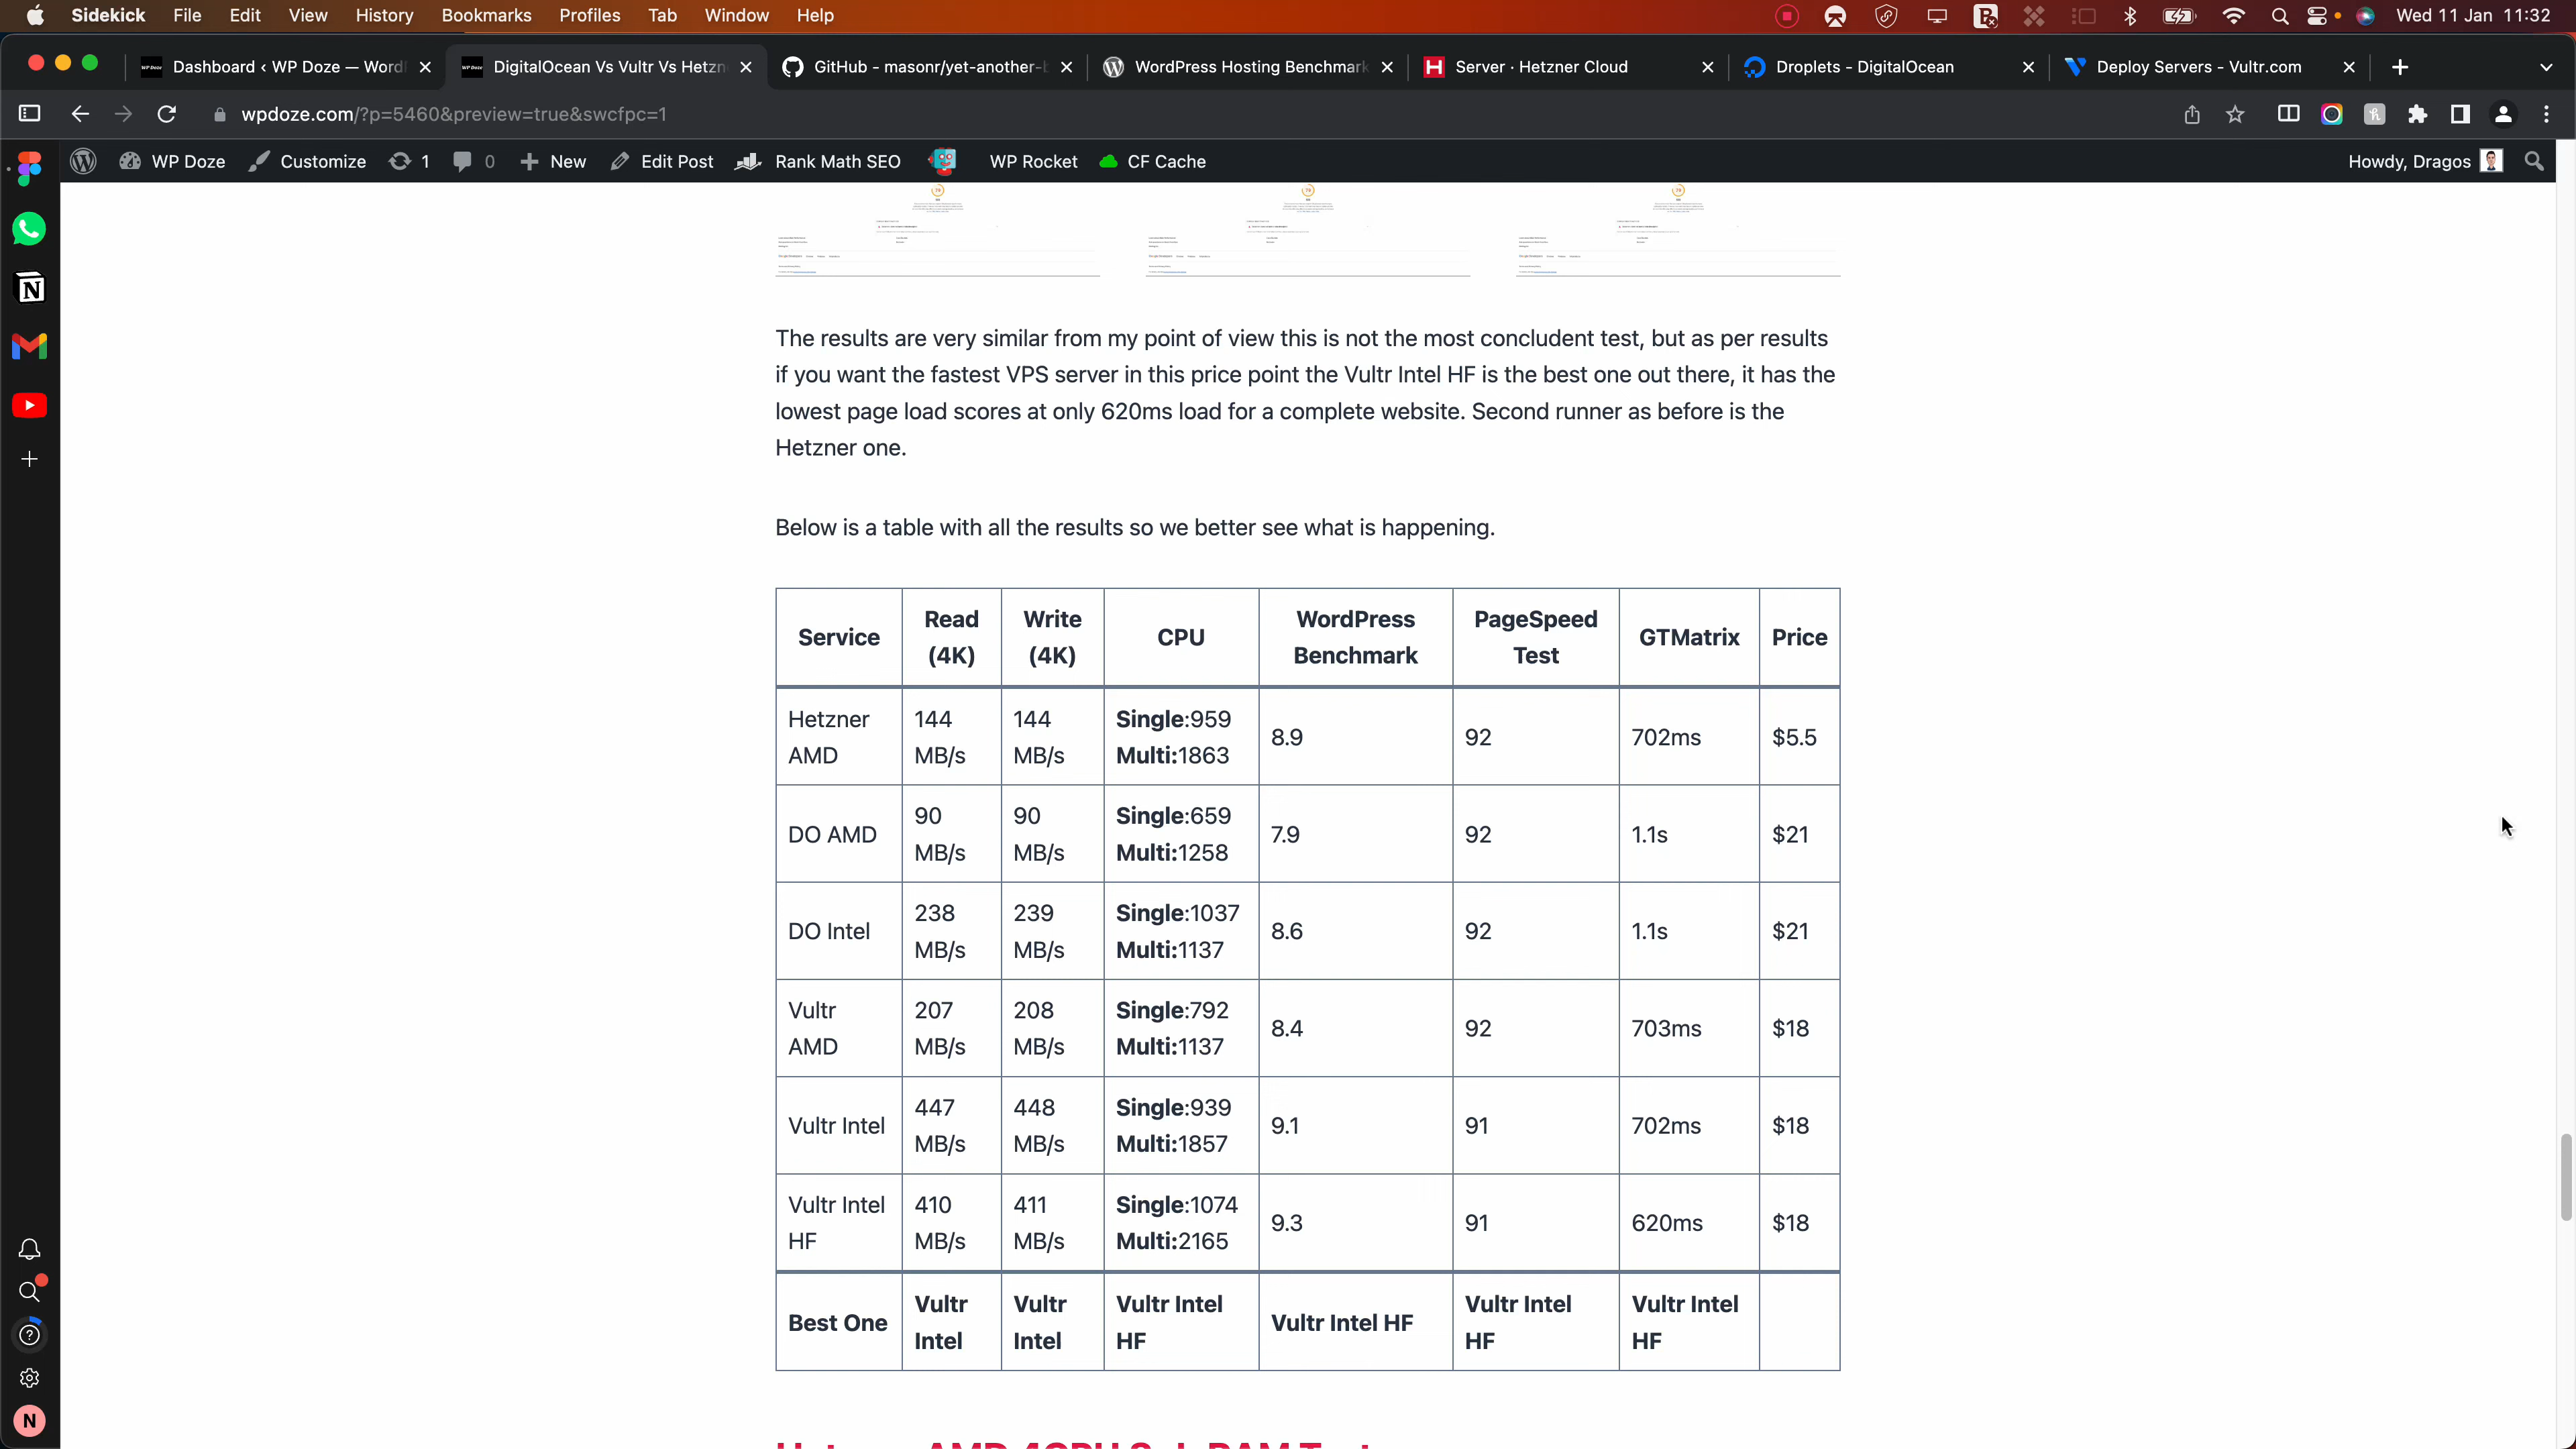 Sidekick File Edit View History Bookmarks Profiles Tab Window Help Wed 11 Jan 11:32
Dashboard ‹ WP Doze — Word DigitalOcean Vs Vultr Vs Hetzn GitHub - masonr/yet-another-b WordPress Hosting Benchmark Server · Hetzner Cloud Droplets - DigitalOcean Deploy Servers - Vultr.com
wpdoze.com/?p=5460&preview=true&swcfpc=1
WP Doze Customize 1 0 New Edit Post Rank Math SEO WP Rocket CF Cache Howdy, Dragos
The results are very similar from my point of view this is not the most concludent test, but as per results
if you want the fastest VPS server in this price point the Vultr Intel HF is the best one out there, it has the
lowest page load scores at only 620ms load for a complete website. Second runner as before is the
Hetzner one.
Below is a table with all the results so we better see what is happening.
Service Read (4K) Write (4K) CPU WordPress Benchmark PageSpeed Test GTMatrix Price
Hetzner AMD 144 MB/s 144 MB/s Single:959 Multi:1863 8.9 92 702ms $5.5
DO AMD 90 MB/s 90 MB/s Single:659 Multi:1258 7.9 92 1.1s $21
DO Intel 238 MB/s 239 MB/s Single:1037 Multi:1137 8.6 92 1.1s $21
Vultr AMD 207 MB/s 208 MB/s Single:792 Multi:1137 8.4 92 703ms $18
Vultr Intel 447 MB/s 448 MB/s Single:939 Multi:1857 9.1 91 702ms $18
Vultr Intel HF 410 MB/s 411 MB/s Single:1074 Multi:2165 9.3 91 620ms $18
Best One Vultr Intel Vultr Intel Vultr Intel HF Vultr Intel HF Vultr Intel HF Vultr Intel HF
N